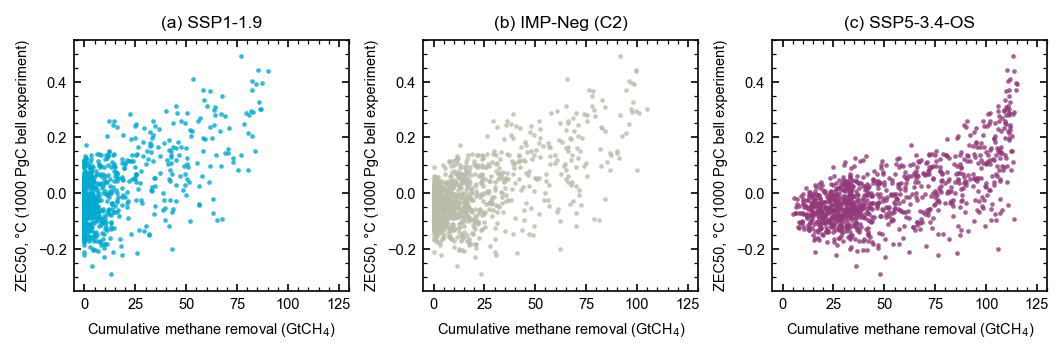 (a) SSP1-1.9
(b) IMP-Neg (C2)
(c) SSP5-3.4-OS
ZEC50, °C (1000 PgC bell experiment)
0.4
0.2
0.0
−0.2
0 25 50 75 100 125
Cumulative methane removal (GtCH₄)
ZEC50, °C (1000 PgC bell experiment)
0.4
0.2
0.0
−0.2
0 25 50 75 100 125
Cumulative methane removal (GtCH₄)
ZEC50, °C (1000 PgC bell experiment)
0.4
0.2
0.0
−0.2
0 25 50 75 100 125
Cumulative methane removal (GtCH₄)